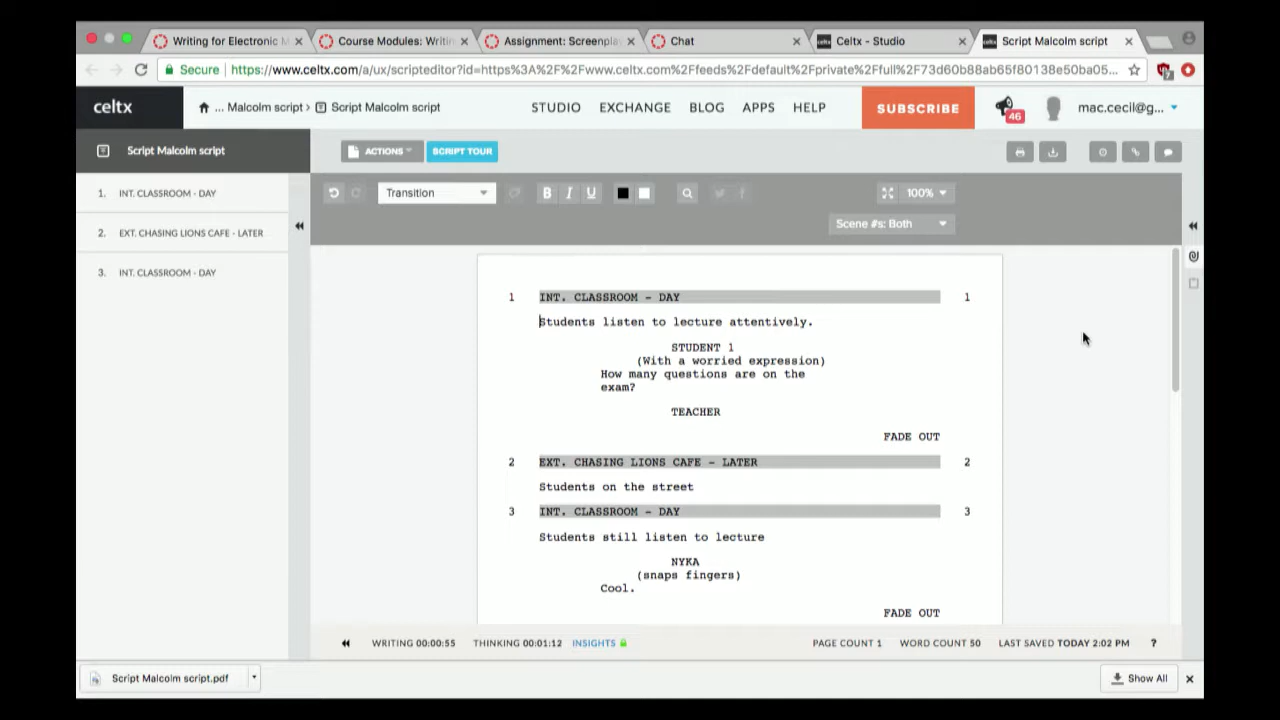 Writing for Electronic M
Course Modules: Writin
Assignment: Screenpla
Chat
Celtx - Studio
Script Malcolm script
Secure
https://www.celtx.com/a/ux/scripteditor?id=https%3A%2F%2Fwww.celtx.com%2Ffeeds%2Fdefault%2Fprivate%2Ffull%2F73d60b88ab65f80138e50ba05...
7
celtx
... Malcolm script >
Script Malcolm script
STUDIO
EXCHANGE
BLOG
APPS
HELP
SUBSCRIBE
46
mac.cecil@g...
Script Malcolm script
ACTIONS
SCRIPT TOUR
1. INT. CLASSROOM - DAY
2. EXT. CHASING LIONS CAFE - LATER
3. INT. CLASSROOM - DAY
Transition
B I U
100%
Scene #s: Both
1 INT. CLASSROOM - DAY 1
Students listen to lecture attentively.
STUDENT 1
(With a worried expression)
How many questions are on the
exam?
TEACHER
FADE OUT
2 EXT. CHASING LIONS CAFE - LATER 2
Students on the street
3 INT. CLASSROOM - DAY 3
Students still listen to lecture
NYKA
(snaps fingers)
Cool.
FADE OUT
WRITING 00:00:55
THINKING 00:01:12
INSIGHTS
PAGE COUNT 1
WORD COUNT 50
LAST SAVED TODAY 2:02 PM
?
Script Malcolm script.pdf
Show All